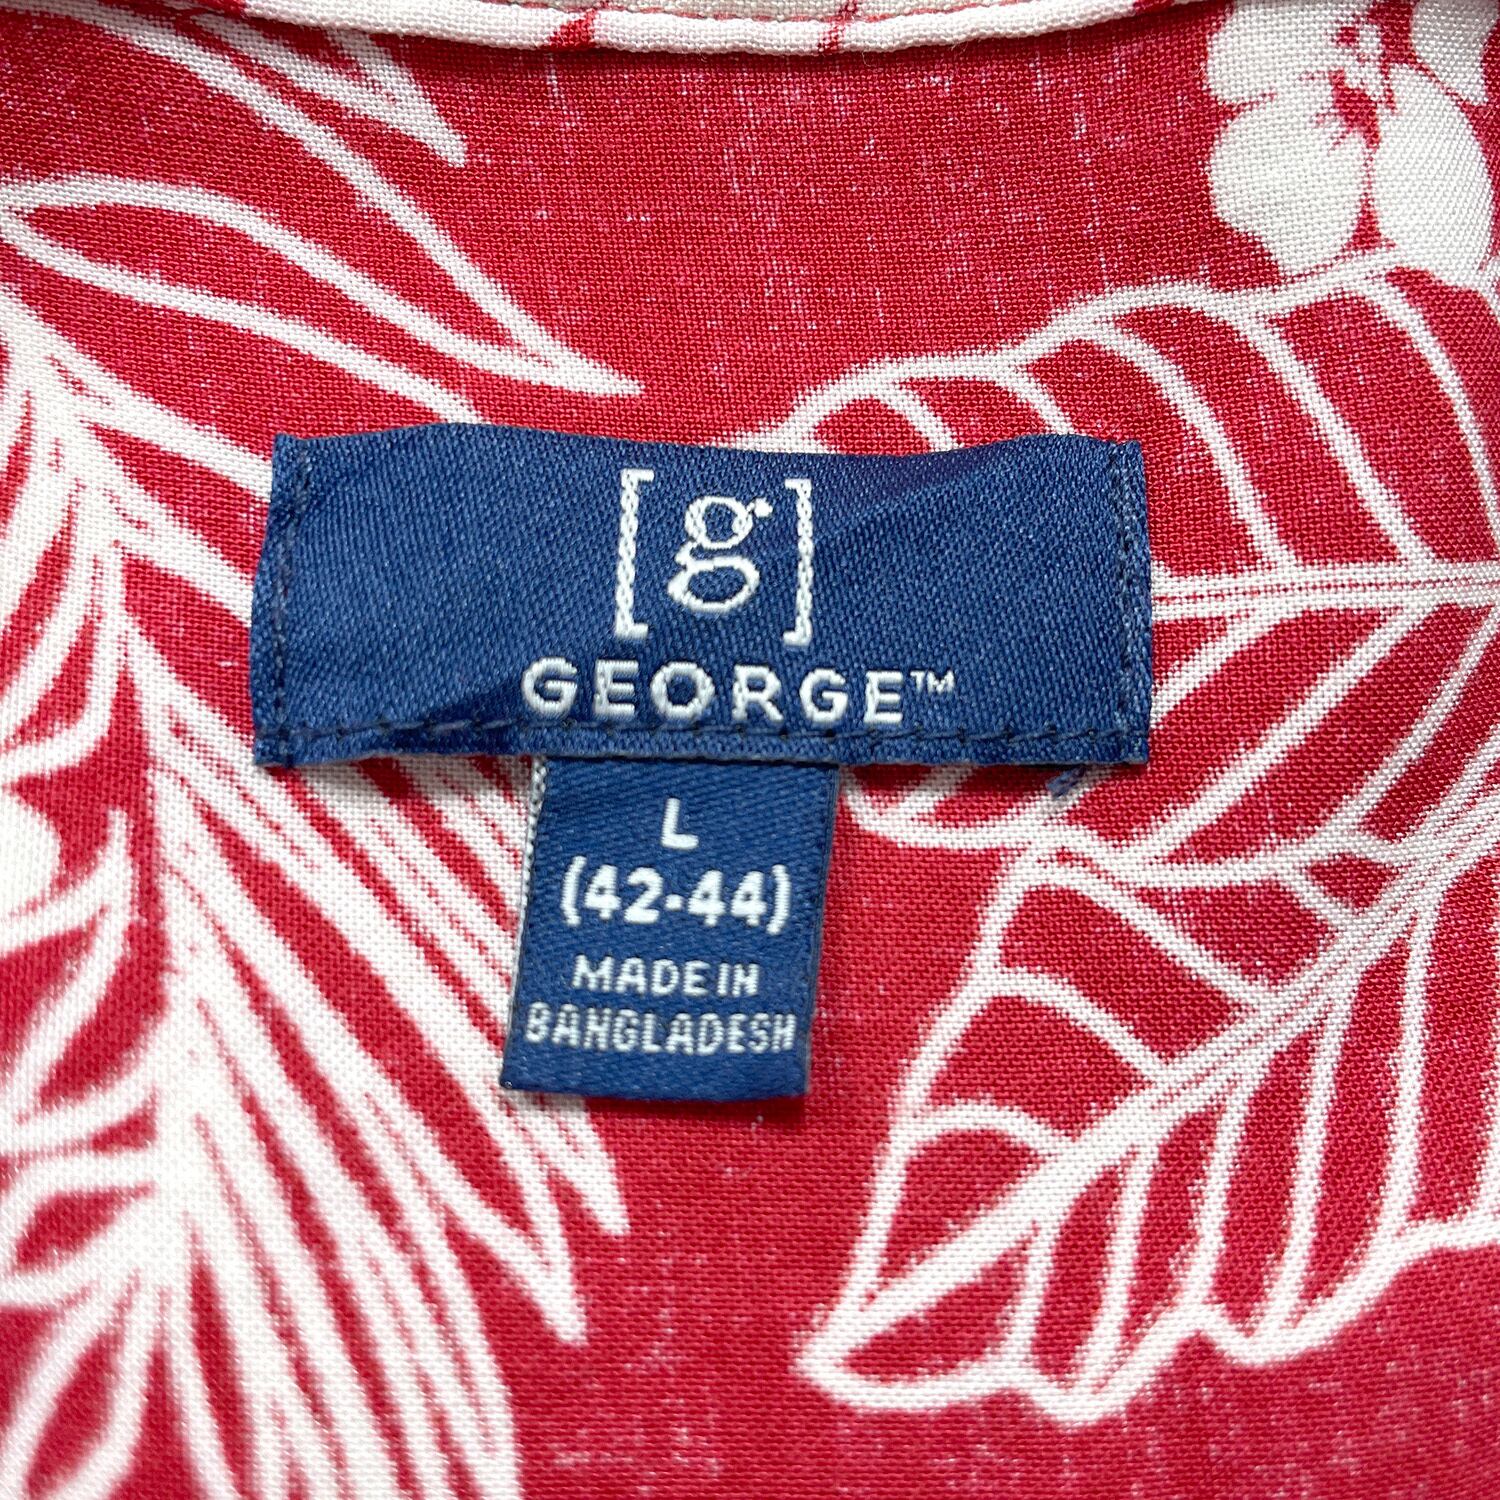 [g]
GEORGE™
L
(42-44)
MADE IN
BANGLADESH